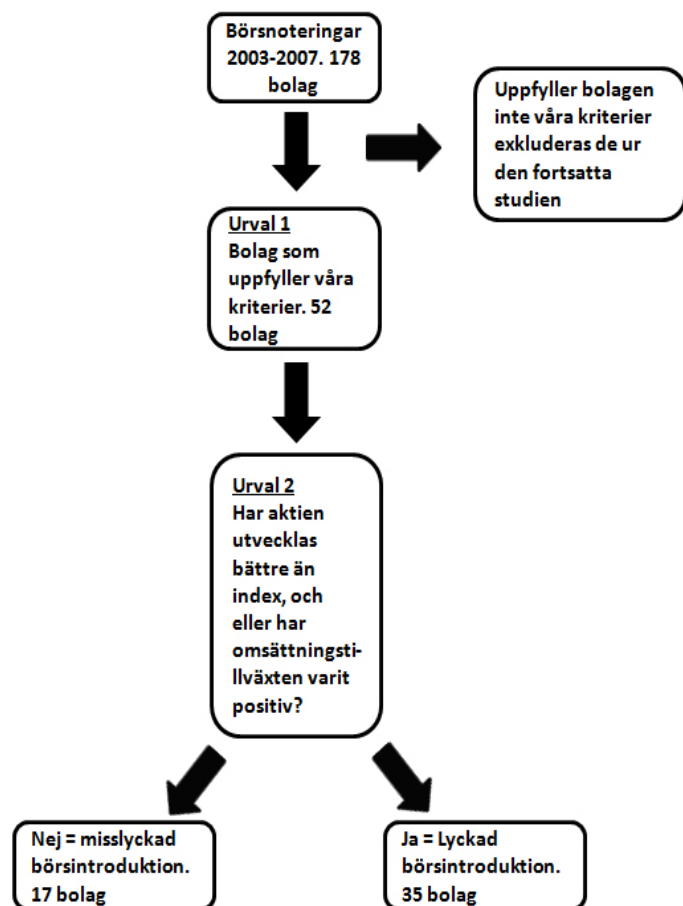 Börsnoteringar
2003-2007. 178
bolag
Uppfyller bolagen
inte våra kriterier
exkluderas de ur
den fortsatta
studien
Urval 1
Bolag som
uppfyller våra
kriterier. 52
bolag
Urval 2
Har aktien
utvecklas
bättre än
index, och
eller har
omsättningsti-
llväxten varit
positiv?
Nej = misslyckad
börsintroduktion.
17 bolag
Ja = Lyckad
börsintroduktion.
35 bolag